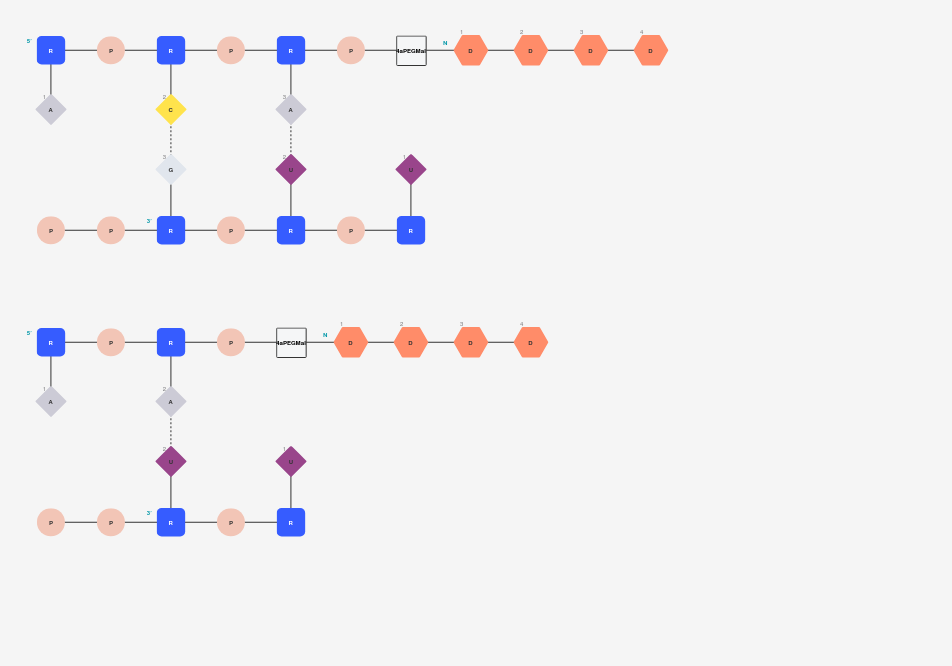 5' R P R P R P 4aPEGMal N 1 D 2 D 3 D 4 D
1 A 2 C 3 A
3 G 2 U 1 U
P P 3' R P R P R
5' R P R P 4aPEGMal N 1 D 2 D 3 D 4 D
1 A 2 A
2 U 1 U
P P 3' R P R